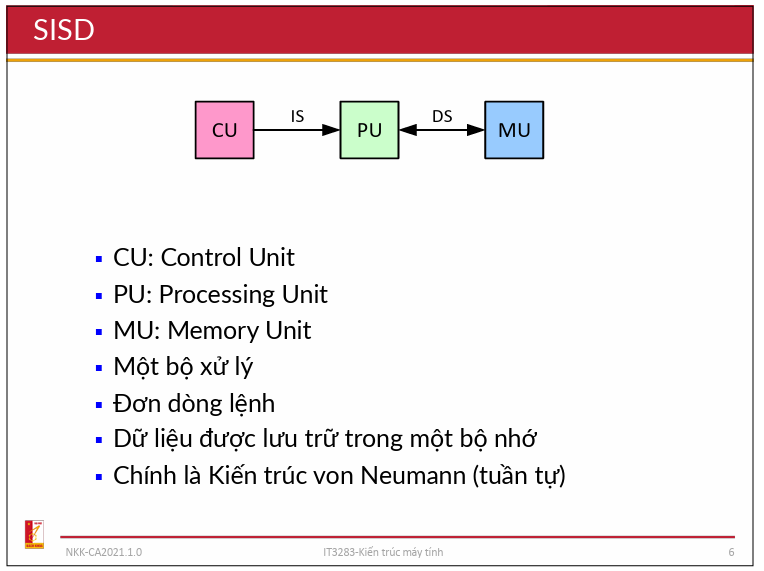 SISD
CU IS PU DS MU
CU: Control Unit
PU: Processing Unit
MU: Memory Unit
Một bộ xử lý
Đơn dòng lệnh
Dữ liệu được lưu trữ trong một bộ nhớ
Chính là Kiến trúc von Neumann (tuần tự)
NKK-CA2021.1.0 IT3283-Kiến trúc máy tính 6